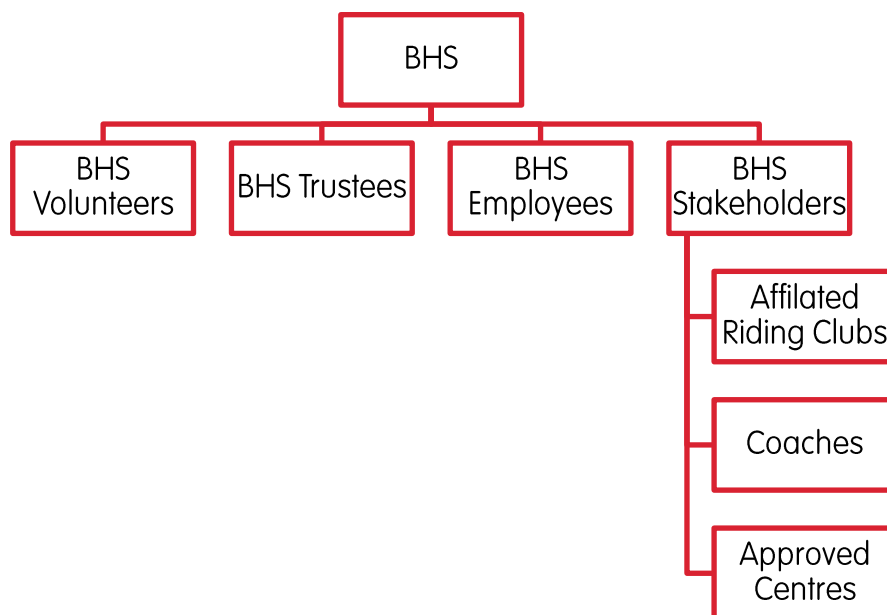 BHS
BHS
Volunteers
BHS Trustees
BHS
Employees
BHS
Stakeholders
Affilated
Riding Clubs
Coaches
Approved
Centres